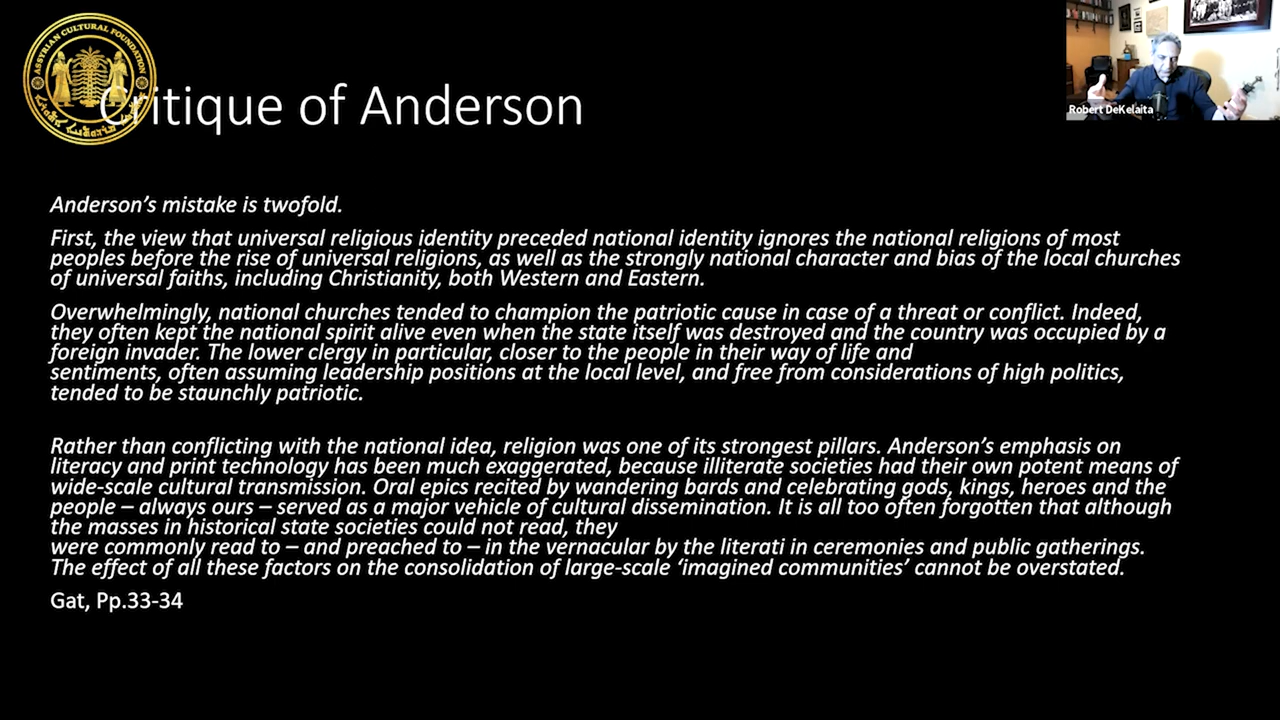 ASSYRIAN CULTURAL FOUNDATION
Critique of Anderson
Robert DeKelaita
Anderson’s mistake is twofold.
First, the view that universal religious identity preceded national identity ignores the national religions of most
peoples before the rise of universal religions, as well as the strongly national character and bias of the local churches
of universal faiths, including Christianity, both Western and Eastern.
Overwhelmingly, national churches tended to champion the patriotic cause in case of a threat or conflict. Indeed,
they often kept the national spirit alive even when the state itself was destroyed and the country was occupied by a
foreign invader. The lower clergy in particular, closer to the people in their way of life and
sentiments, often assuming leadership positions at the local level, and free from considerations of high politics,
tended to be staunchly patriotic.
Rather than conflicting with the national idea, religion was one of its strongest pillars. Anderson’s emphasis on
literacy and print technology has been much exaggerated, because illiterate societies had their own potent means of
wide-scale cultural transmission. Oral epics recited by wandering bards and celebrating gods, kings, heroes and the
people – always ours – served as a major vehicle of cultural dissemination. It is all too often forgotten that although
the masses in historical state societies could not read, they
were commonly read to – and preached to – in the vernacular by the literati in ceremonies and public gatherings.
The effect of all these factors on the consolidation of large-scale ‘imagined communities’ cannot be overstated.
Gat, Pp.33-34